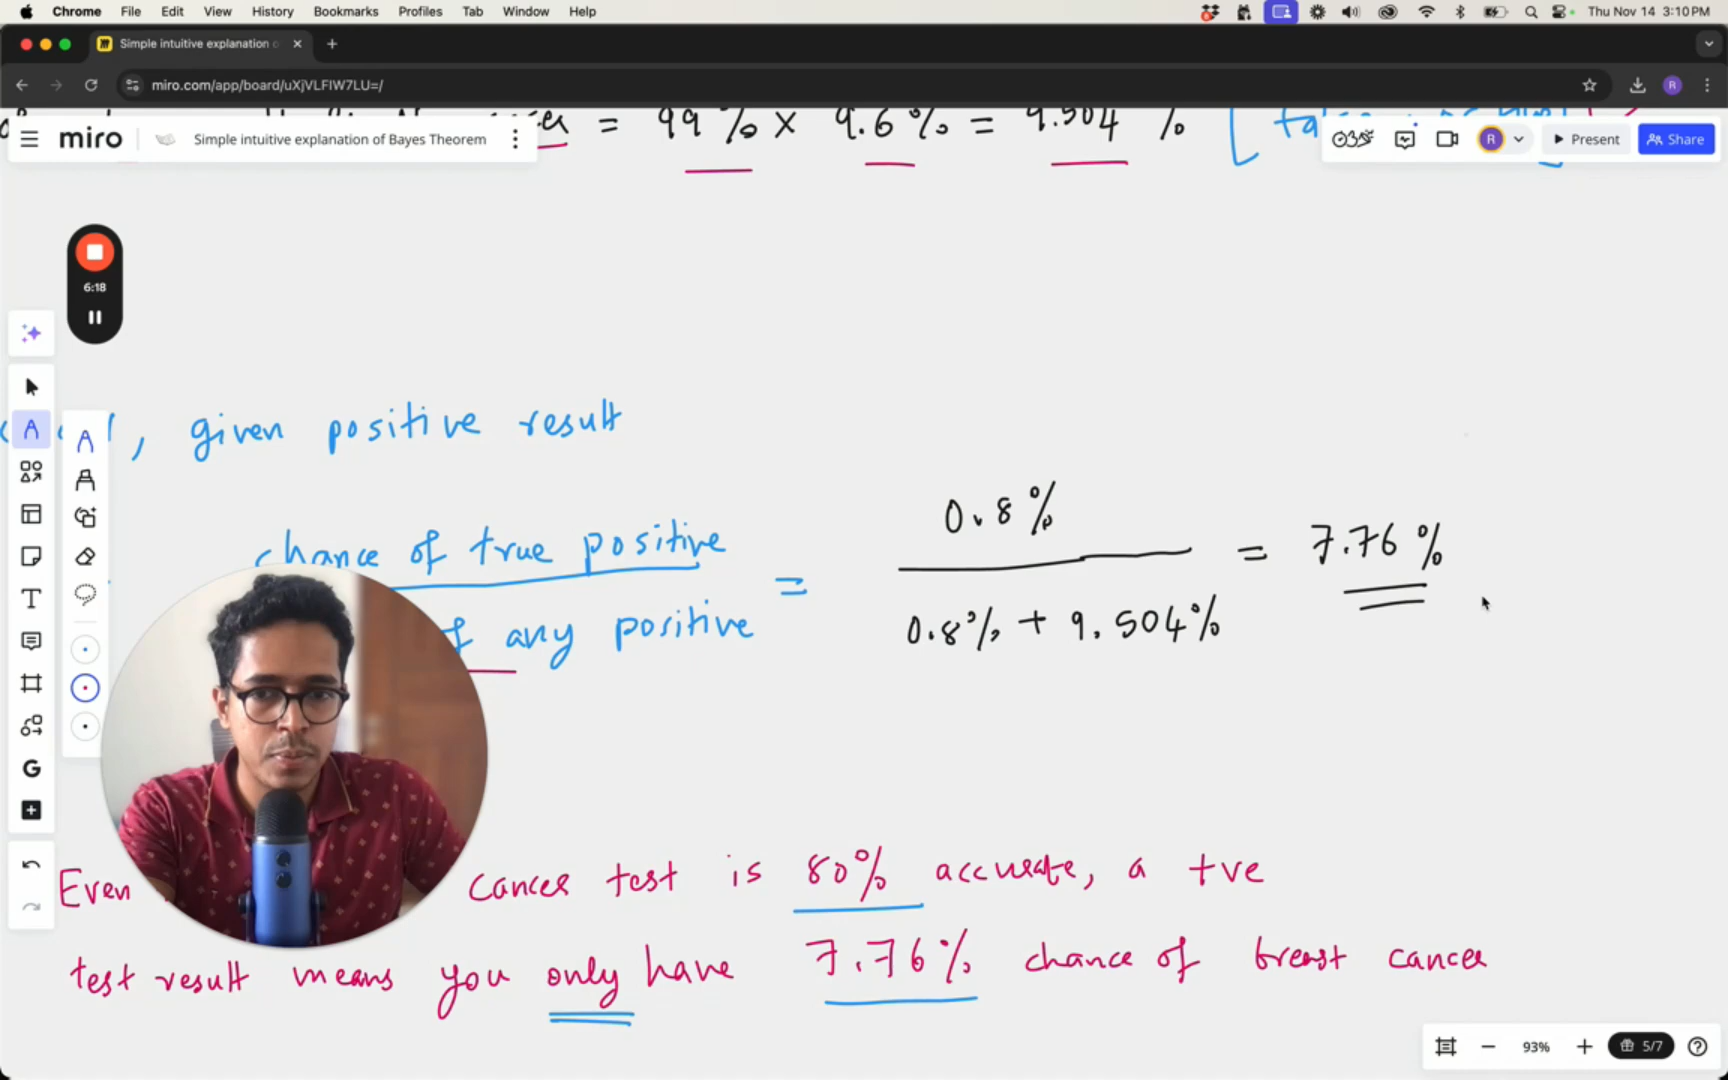 Chrome File Edit View History Bookmarks Profiles Tab Window Help Thu Nov 14 3:10 PM
Simple intuitive explanation o
miro.com/app/board/uXjVLFIW7LU=/ R
= 99% × 9.6% = 9.504 %
miro Simple intuitive explanation of Bayes Theorem R Present Share
6:18
, given positive result
chance of true positive
any positive
=
0.8%
0.8% + 9.504%
= 7.76%
Even cancer test is 80% accurate, a +ve
test result means you only have 7.76% chance of breast cancer
93% 5/7